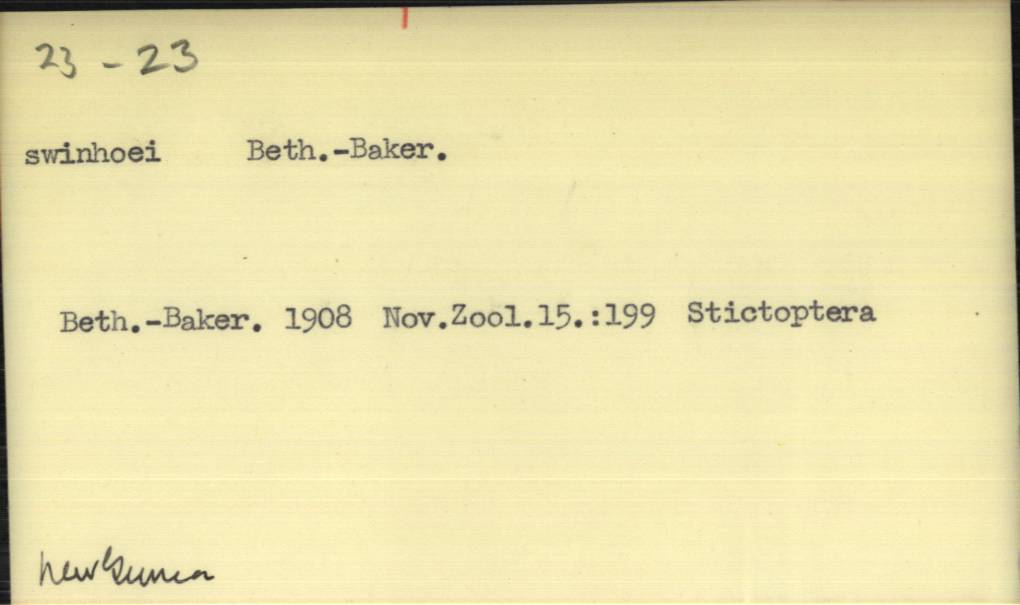 23 - 23
swinhoei Beth.-Baker.
Beth.-Baker. 1908 Nov.Zool.15.:199 Stictoptera
New Guinea